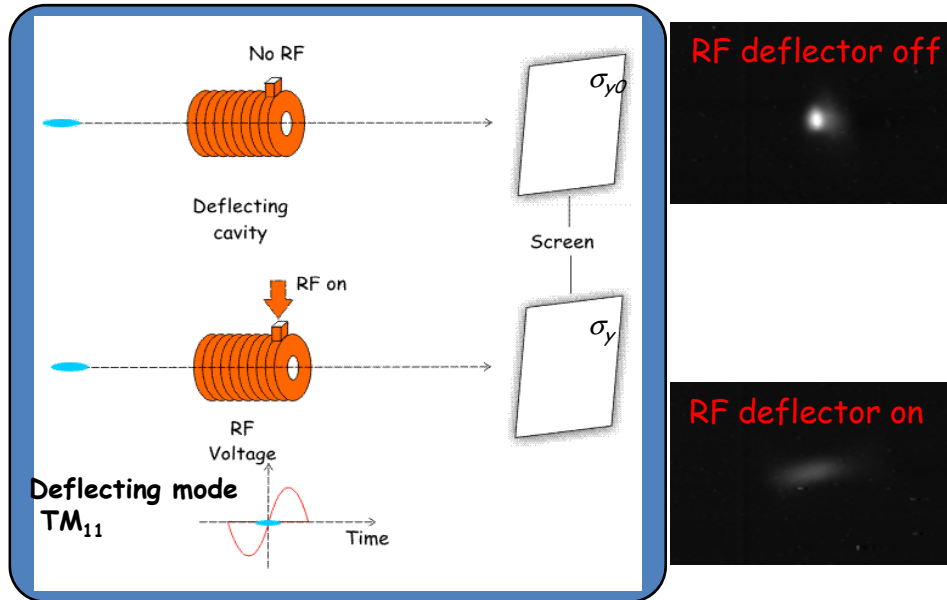 No RF
σy0
Deflecting
cavity
Screen
RF on
σy
RF
Voltage
Deflecting mode
TM11
Time
RF deflector off
RF deflector on